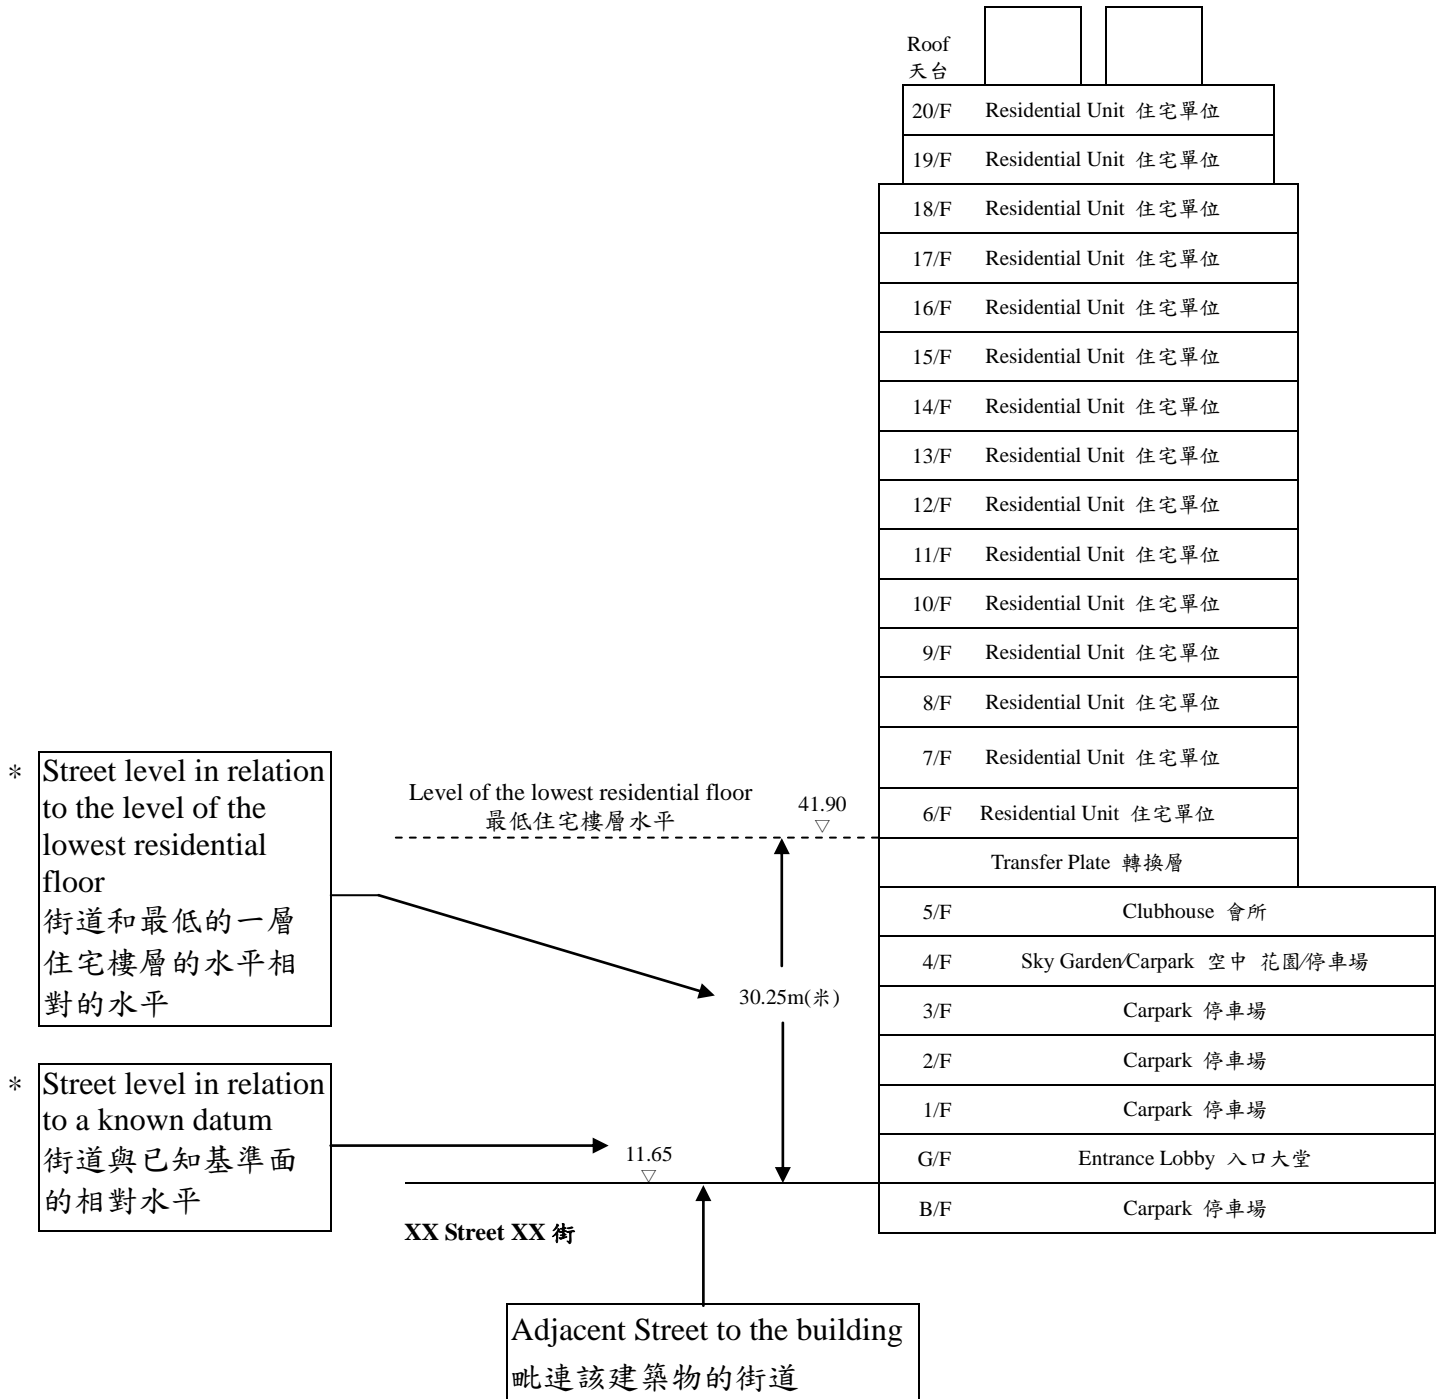 Roof
天台
20/F Residential Unit 住宅單位
19/F Residential Unit 住宅單位
18/F Residential Unit 住宅單位
17/F Residential Unit 住宅單位
16/F Residential Unit 住宅單位
15/F Residential Unit 住宅單位
14/F Residential Unit 住宅單位
13/F Residential Unit 住宅單位
12/F Residential Unit 住宅單位
11/F Residential Unit 住宅單位
10/F Residential Unit 住宅單位
9/F Residential Unit 住宅單位
8/F Residential Unit 住宅單位
7/F Residential Unit 住宅單位
6/F Residential Unit 住宅單位
Transfer Plate 轉換層
5/F Clubhouse 會所
4/F Sky Garden/Carpark 空中 花園/停車場
3/F Carpark 停車場
2/F Carpark 停車場
1/F Carpark 停車場
G/F Entrance Lobby 入口大堂
B/F Carpark 停車場
Level of the lowest residential floor
最低住宅樓層水平
41.90
30.25m(米)
* Street level in relation
to the level of the
lowest residential
floor
街道和最低的一層
住宅樓層的水平相
對的水平
* Street level in relation
to a known datum
街道與已知基準面
的相對水平
11.65
XX Street XX 街
Adjacent Street to the building
毗連該建築物的街道